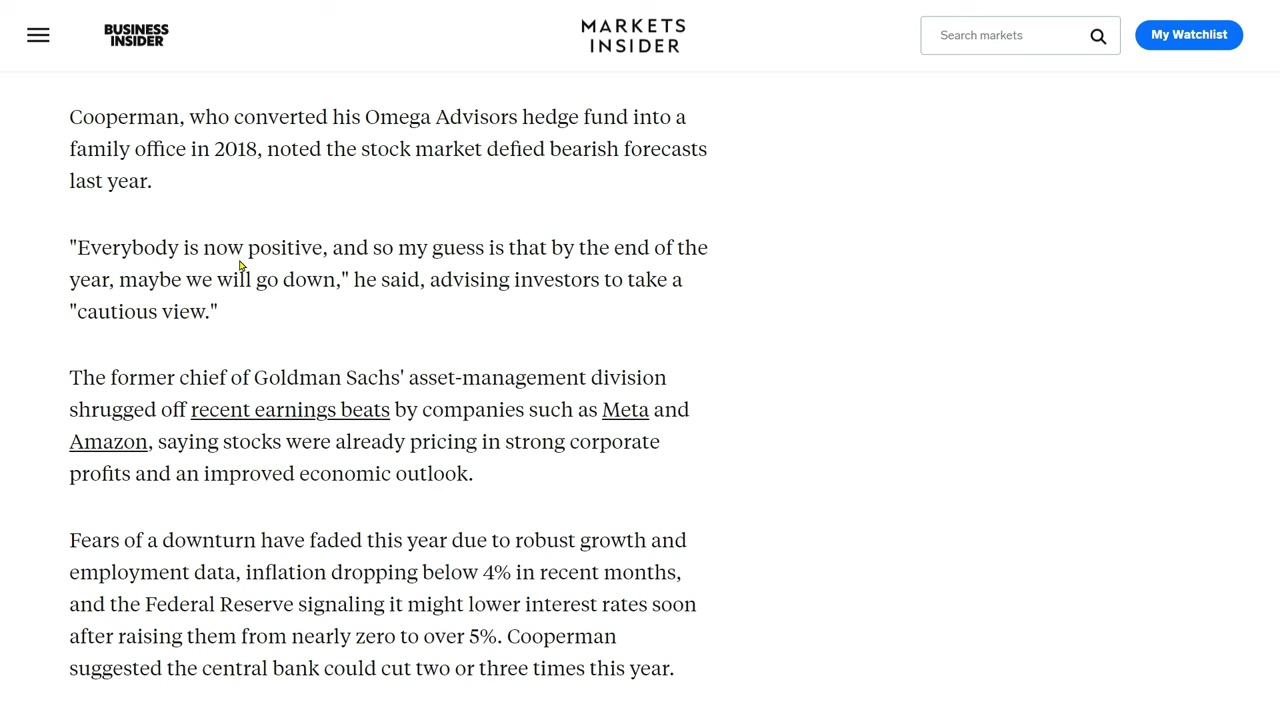 BUSINESS
INSIDER
MARKETS
INSIDER
Search markets
My Watchlist
Cooperman, who converted his Omega Advisors hedge fund into a
family office in 2018, noted the stock market defied bearish forecasts
last year.
"Everybody is now positive, and so my guess is that by the end of the
year, maybe we will go down," he said, advising investors to take a
"cautious view."
The former chief of Goldman Sachs' asset-management division
shrugged off recent earnings beats by companies such as Meta and
Amazon, saying stocks were already pricing in strong corporate
profits and an improved economic outlook.
Fears of a downturn have faded this year due to robust growth and
employment data, inflation dropping below 4% in recent months,
and the Federal Reserve signaling it might lower interest rates soon
after raising them from nearly zero to over 5%. Cooperman
suggested the central bank could cut two or three times this year.